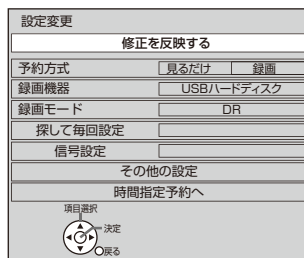 設定変更
修正を反映する
予約方式 見るだけ 録画
録画機器 USBハードディスク
録画モード DR
探して毎回設定
信号設定
その他の設定
時間指定予約へ
項目選択
決定
戻る